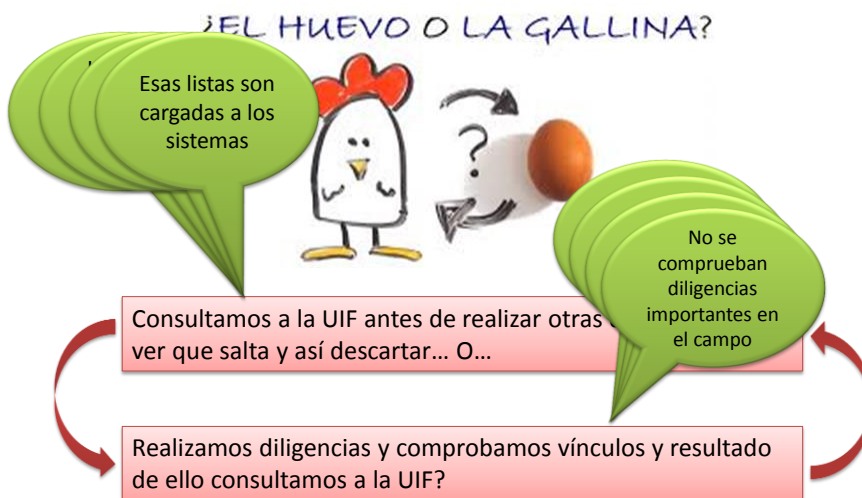 ¿EL HUEVO O LA GALLINA?
Esas listas son
cargadas a los
sistemas
?
No se
comprueban
diligencias
importantes en
el campo
Consultamos a la UIF antes de realizar otras
ver que salta y así descartar... O...
Realizamos diligencias y comprobamos vínculos y resultado
de ello consultamos a la UIF?